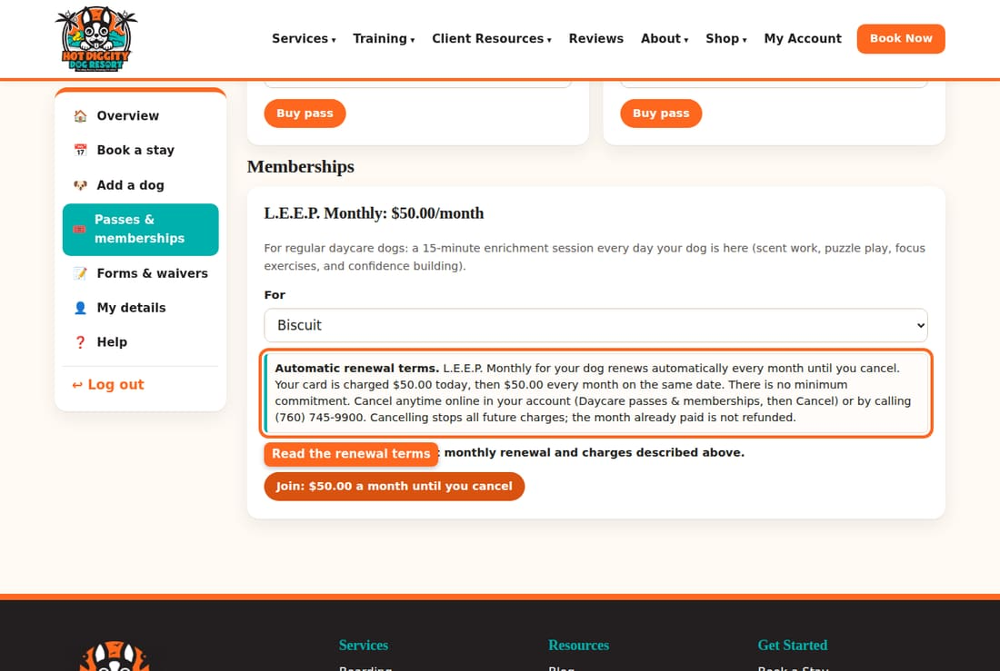 HOT DIGGITY
DOG RESORT
Services ▾
Training ▾
Client Resources ▾
Reviews
About ▾
Shop ▾
My Account
Book Now
Overview
Book a stay
Add a dog
Passes &
memberships
Forms & waivers
My details
Help
↩ Log out
Buy pass
Buy pass
Memberships
L.E.E.P. Monthly: $50.00/month
For regular daycare dogs: a 15-minute enrichment session every day your dog is here (scent work, puzzle play, focus
exercises, and confidence building).
For
Biscuit
Automatic renewal terms. L.E.E.P. Monthly for your dog renews automatically every month until you cancel.
Your card is charged $50.00 today, then $50.00 every month on the same date. There is no minimum
commitment. Cancel anytime online in your account (Daycare passes & memberships, then Cancel) or by calling
(760) 745-9900. Cancelling stops all future charges; the month already paid is not refunded.
Read the renewal terms
monthly renewal and charges described above.
Join: $50.00 a month until you cancel
Services
Resources
Get Started
Boarding
Blog
Book a Stay